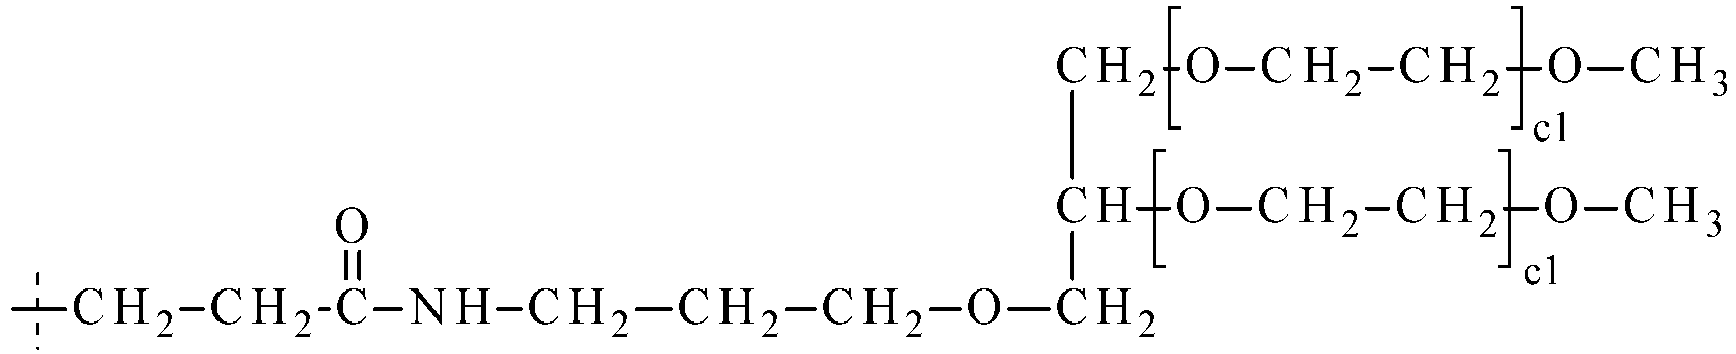 CH₂[O–CH₂–CH₂]c1–O–CH₃
CH[O–CH₂–CH₂]c1–O–CH₃
O
–CH₂–CH₂–C–NH–CH₂–CH₂–CH₂–O–CH₂